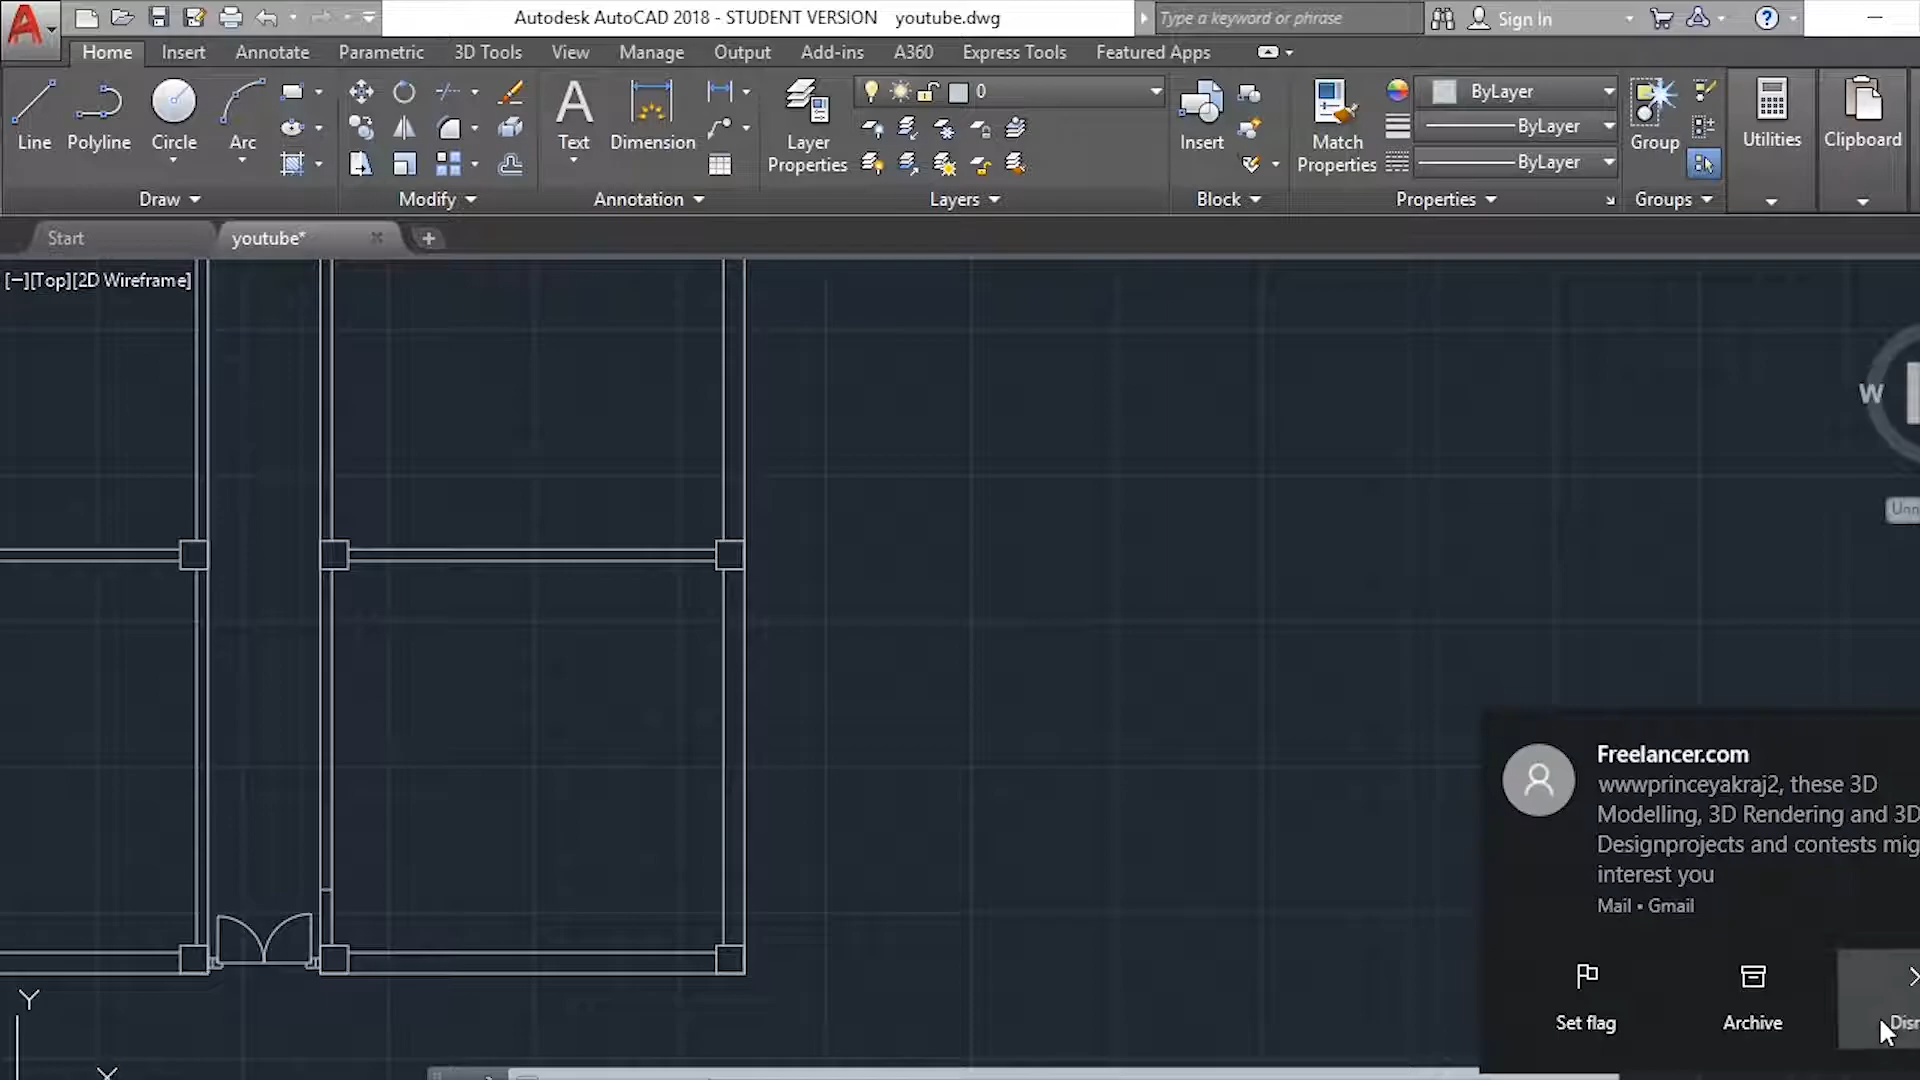 Autodesk AutoCAD 2018 - STUDENT VERSION youtube.dwg
Type a keyword or phrase
Sign In
Home Insert Annotate Parametric 3D Tools View Manage Output Add-ins A360 Express Tools Featured Apps
0
ByLayer
ByLayer
ByLayer
Line Polyline Circle Arc
Text Dimension
Layer
Properties
Insert
Match
Properties
Group
Utilities
Clipboard
Draw Modify Annotation Layers Block Properties Groups
Start youtube*
[−][Top][2D Wireframe]
W
Unn
Freelancer.com
wwwprinceyakraj2, these 3D
Modelling, 3D Rendering and 3D
Designprojects and contests mig
interest you
Mail • Gmail
Set flag Archive Disr
Y
X